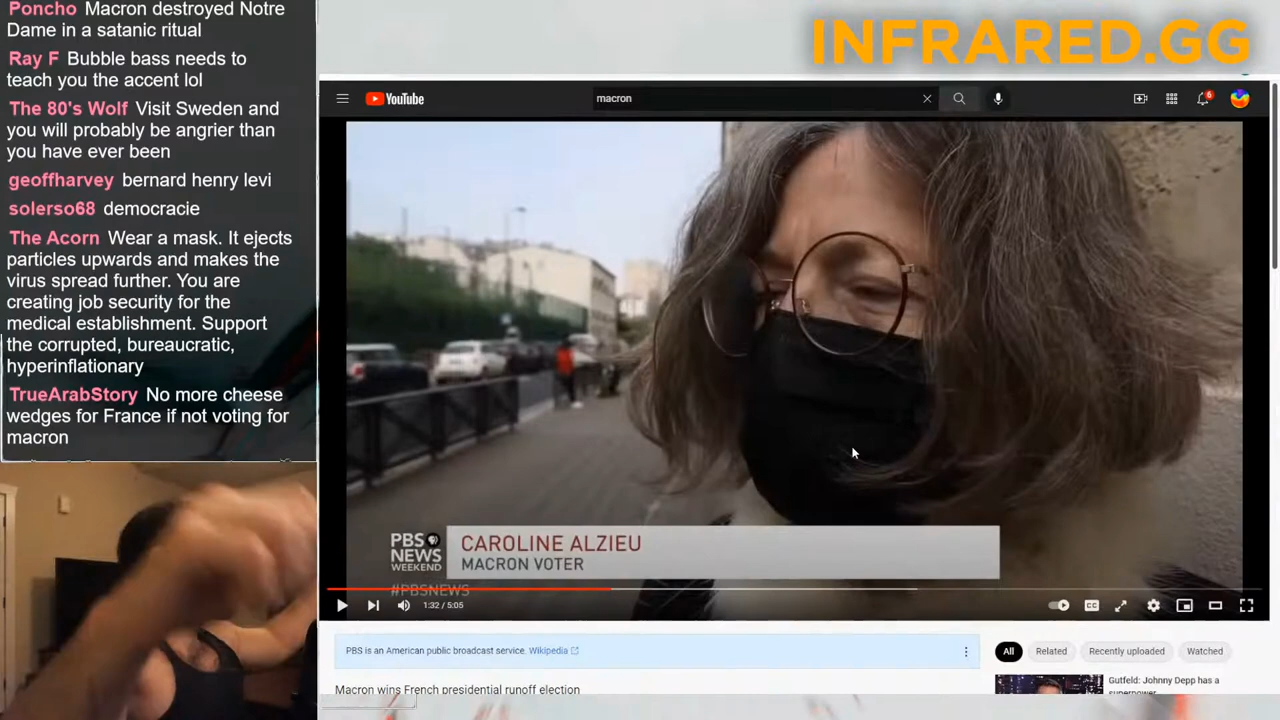 Poncho Macron destroyed Notre
Dame in a satanic ritual
Ray F Bubble bass needs to
teach you the accent lol
The 80's Wolf Visit Sweden and
you will probably be angrier than
you have ever been
geoffharvey bernard henry levi
solerso68 democracie
The Acorn Wear a mask. It ejects
particles upwards and makes the
virus spread further. You are
creating job security for the
medical establishment. Support
the corrupted, bureaucratic,
hyperinflationary
TrueArabStory No more cheese
wedges for France if not voting for
macron
INFRARED.GG
YouTube
macron
6
PBS
NEWS
WEEKEND
CAROLINE ALZIEU
MACRON VOTER
#PBSNEWS
1:32 / 5:05
CC
PBS is an American public broadcast service. Wikipedia
All Related Recently uploaded Watched
Macron wins French presidential runoff election
Gutfeld: Johnny Depp has a
superpower